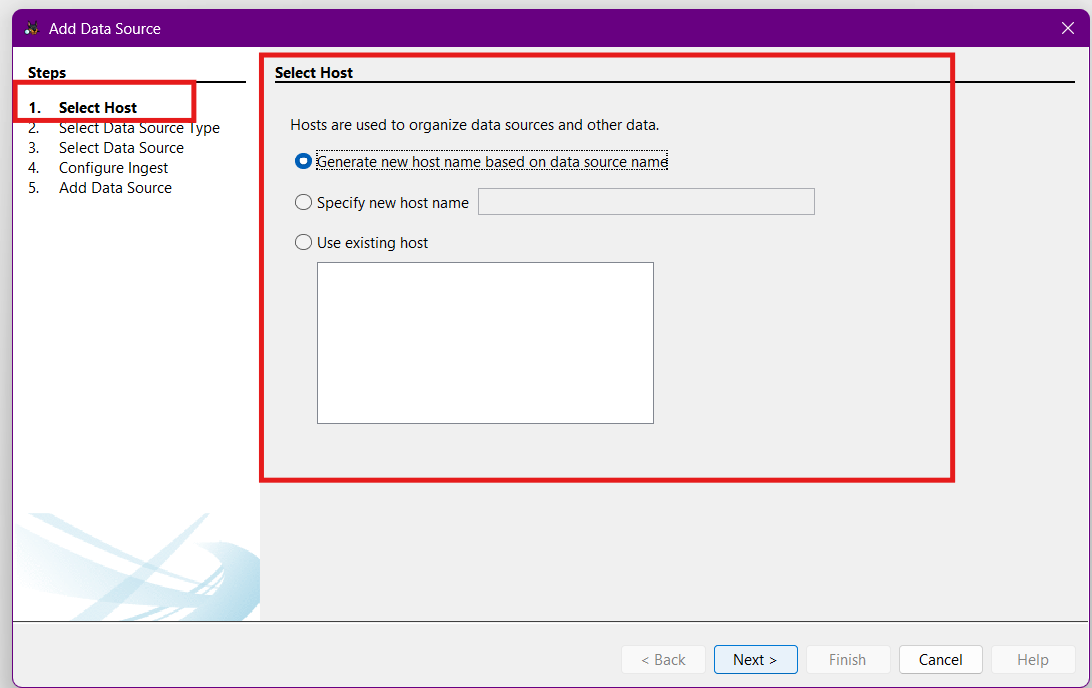 Add Data Source
Steps
1. Select Host
2. Select Data Source Type
3. Select Data Source
4. Configure Ingest
5. Add Data Source
Select Host
Hosts are used to organize data sources and other data.
Generate new host name based on data source name
Specify new host name
Use existing host
< Back Next > Finish Cancel Help